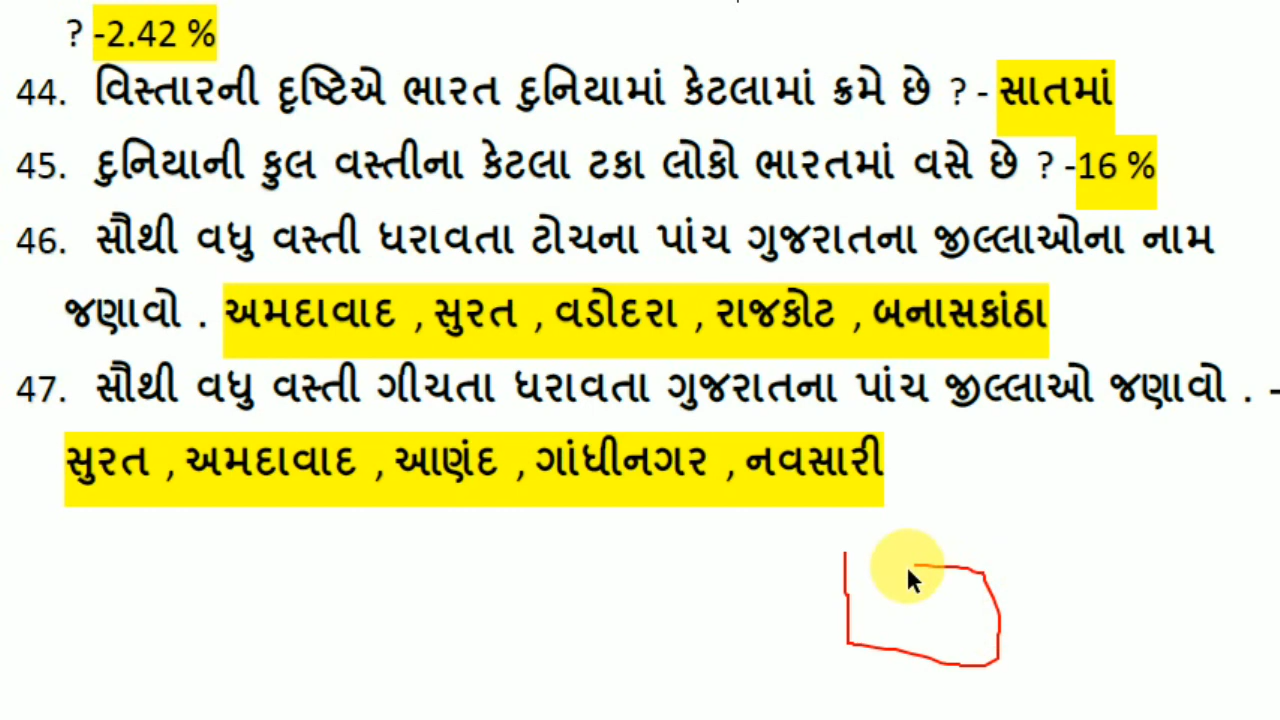 ? -2.42 %
44. વિસ્તારની દૃષ્ટિએ ભારત દુનિયામાં કેટલામાં ક્રમે છે ? - સાતમાં
45. દુનિયાની કુલ વસ્તીના કેટલા ટકા લોકો ભારતમાં વસે છે ? -16 %
46. સૌથી વધુ વસ્તી ધરાવતા ટોચના પાંચ ગુજરાતના જીલ્લાઓના નામ
જણાવો . અમદાવાદ , સુરત , વડોદરા , રાજકોટ , બનાસકાંઠા
47. સૌથી વધુ વસ્તી ગીચતા ધરાવતા ગુજરાતના પાંચ જીલ્લાઓ જણાવો . -
સુરત , અમદાવાદ , આણંદ , ગાંધીનગર , નવસારી